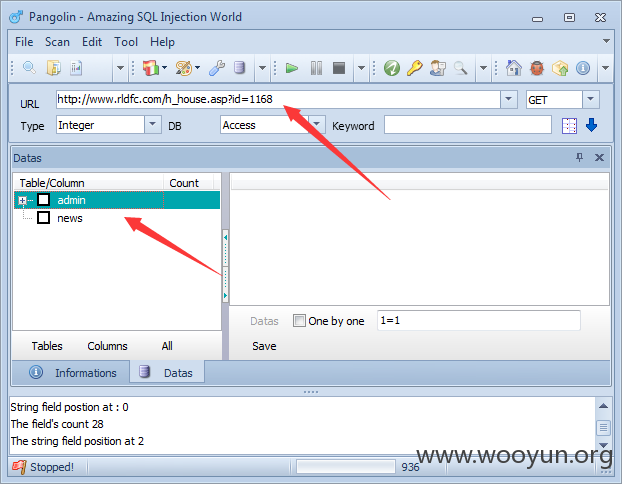 Pangolin - Amazing SQL Injection World
File Scan Edit Tool Help
URL http://www.rldfc.com/h_house.asp?id=1168 GET
Type Integer DB Access Keyword
Datas
Table/Column Count
admin
news
Datas One by one 1=1
Tables Columns All Save
Informations Datas
String field postion at : 0
The field's count 28
The string field position at 2
www.wooyun.org
Stopped! 936